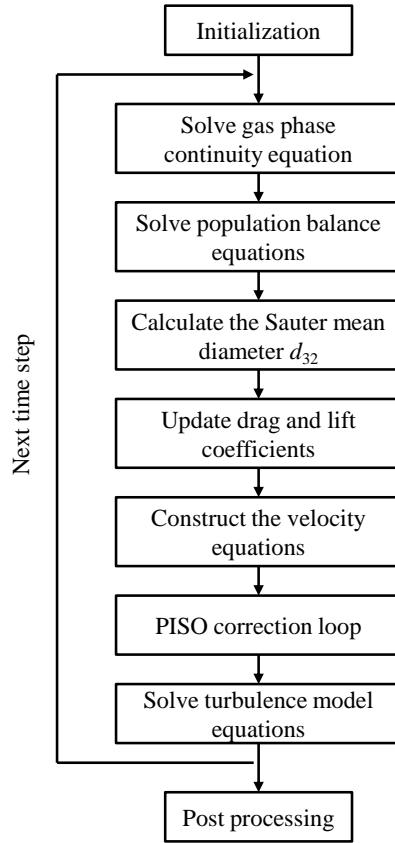 Initialization
Solve gas phase
continuity equation
Solve population balance
equations
Calculate the Sauter mean
diameter d32
Update drag and lift
coefficients
Construct the velocity
equations
PISO correction loop
Solve turbulence model
equations
Post processing
Next time step